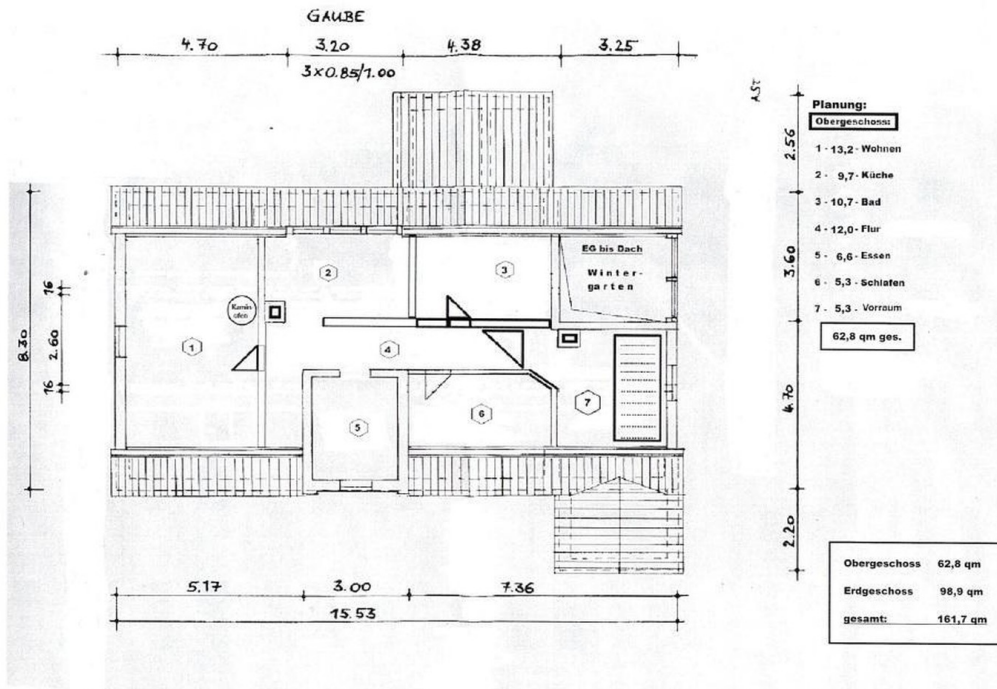 GAUBE
4.70 3.20 4.38 3.25
3x0.85/1.00
2.56
3.60
4.70
2.20
8.30
16
2.60
16
Planung:
Obergeschoss:
1 - 13,2 - Wohnen
2 - 9,7 - Küche
3 - 10,7 - Bad
4 - 12,0 - Flur
5 - 6,6 - Essen
6 - 5,3 - Schlafen
7 - 5,3 - Vorraum
62,8 qm ges.
EG bis Dach
Winter-
garten
Kamin
ofen
1
2
3
4
5
6
7
5.17 3.00 7.36
15.53
Obergeschoss 62,8 qm
Erdgeschoss 98,9 qm
gesamt: 161,7 qm